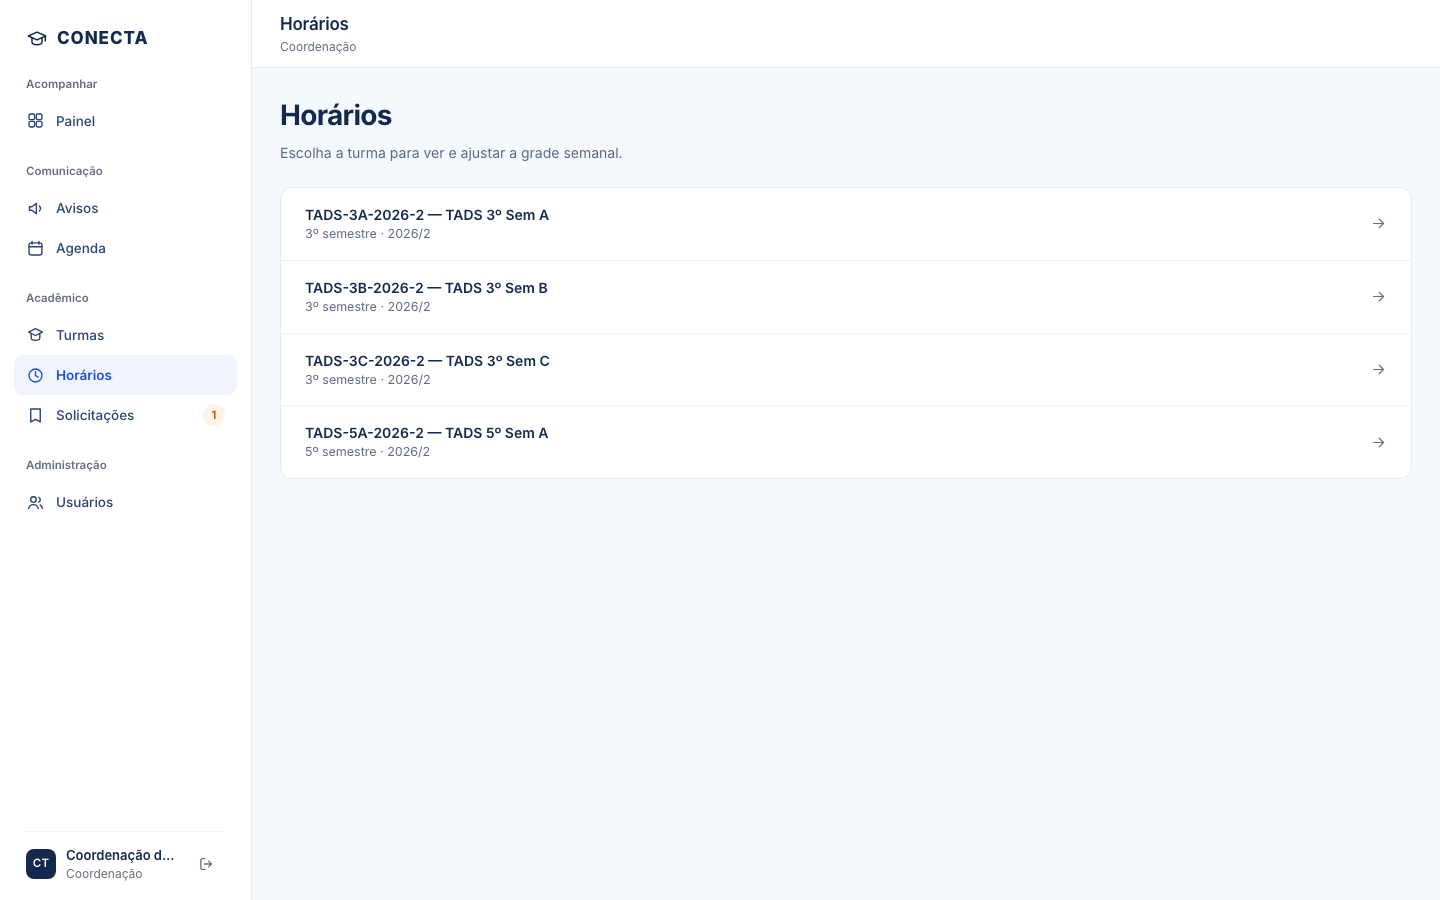 CONECTA
Acompanhar
Painel
Comunicação
Avisos
Agenda
Acadêmico
Turmas
Horários
Solicitações 1
Administração
Usuários
CT
Coordenação d...
Coordenação
Horários
Coordenação
Horários
Escolha a turma para ver e ajustar a grade semanal.
TADS-3A-2026-2 — TADS 3º Sem A
3º semestre · 2026/2
TADS-3B-2026-2 — TADS 3º Sem B
3º semestre · 2026/2
TADS-3C-2026-2 — TADS 3º Sem C
3º semestre · 2026/2
TADS-5A-2026-2 — TADS 5º Sem A
5º semestre · 2026/2